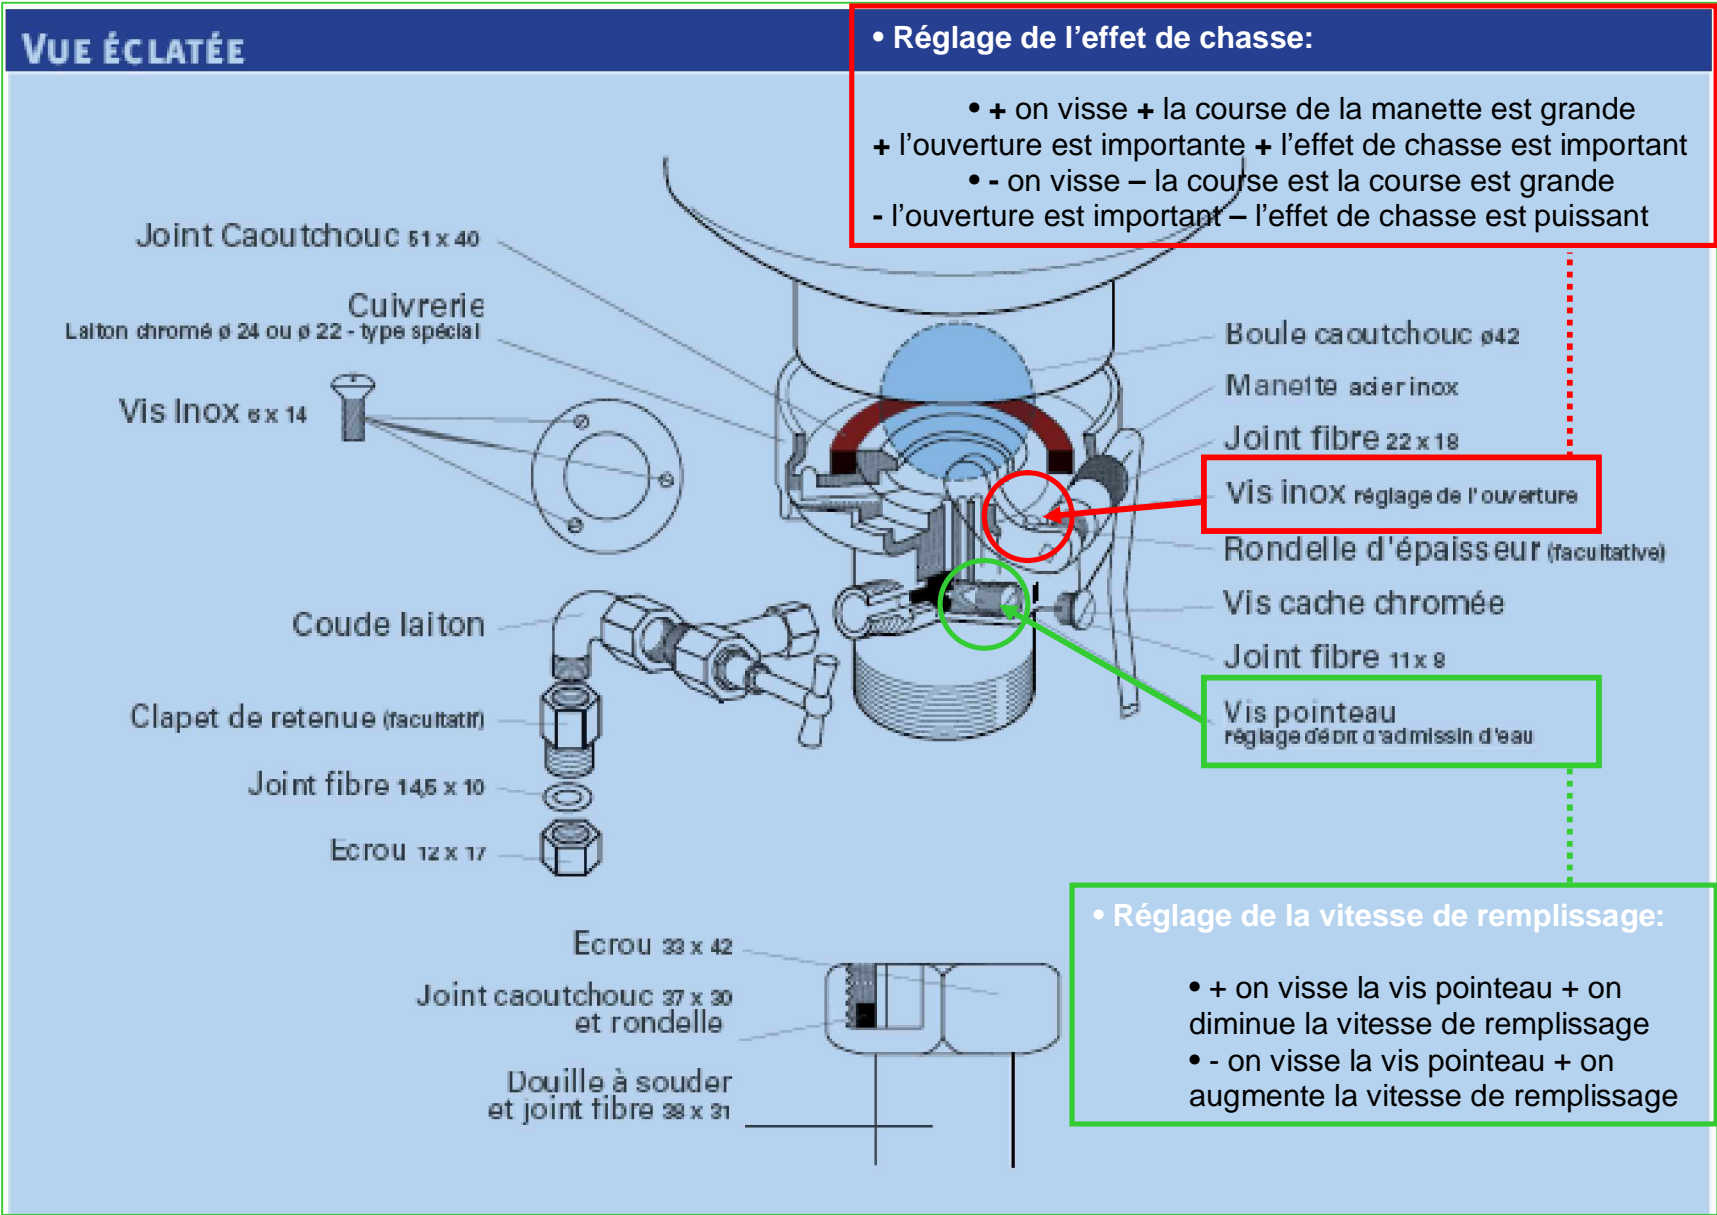 VUE ÉCLATÉE
• Réglage de l'effet de chasse:
• + on visse + la course de la manette est grande
+ l'ouverture est importante + l'effet de chasse est important
• - on visse – la course est la course est grande
- l'ouverture est important – l'effet de chasse est puissant
Joint Caoutchouc 51 x 40
Cuivrerie
Laiton chromé ø 24 ou ø 22 - type spécial
Vis Inox 6 x 14
Coude laiton
Clapet de retenue (facultatif)
Joint fibre 14,5 x 10
Ecrou 12 x 17
Boule caoutchouc ø42
Manette acier inox
Joint fibre 22 x 18
Vis inox réglage de l'ouverture
Rondelle d'épaisseur (facultative)
Vis cache chromée
Joint fibre 11 x 8
Vis pointeau
réglage débit d'admissin d'eau
Ecrou 33 x 42
Joint caoutchouc 37 x 30
et rondelle
Douille à souder
et joint fibre 38 x 31
• Réglage de la vitesse de remplissage:
• + on visse la vis pointeau + on
diminue la vitesse de remplissage
• - on visse la vis pointeau + on
augmente la vitesse de remplissage